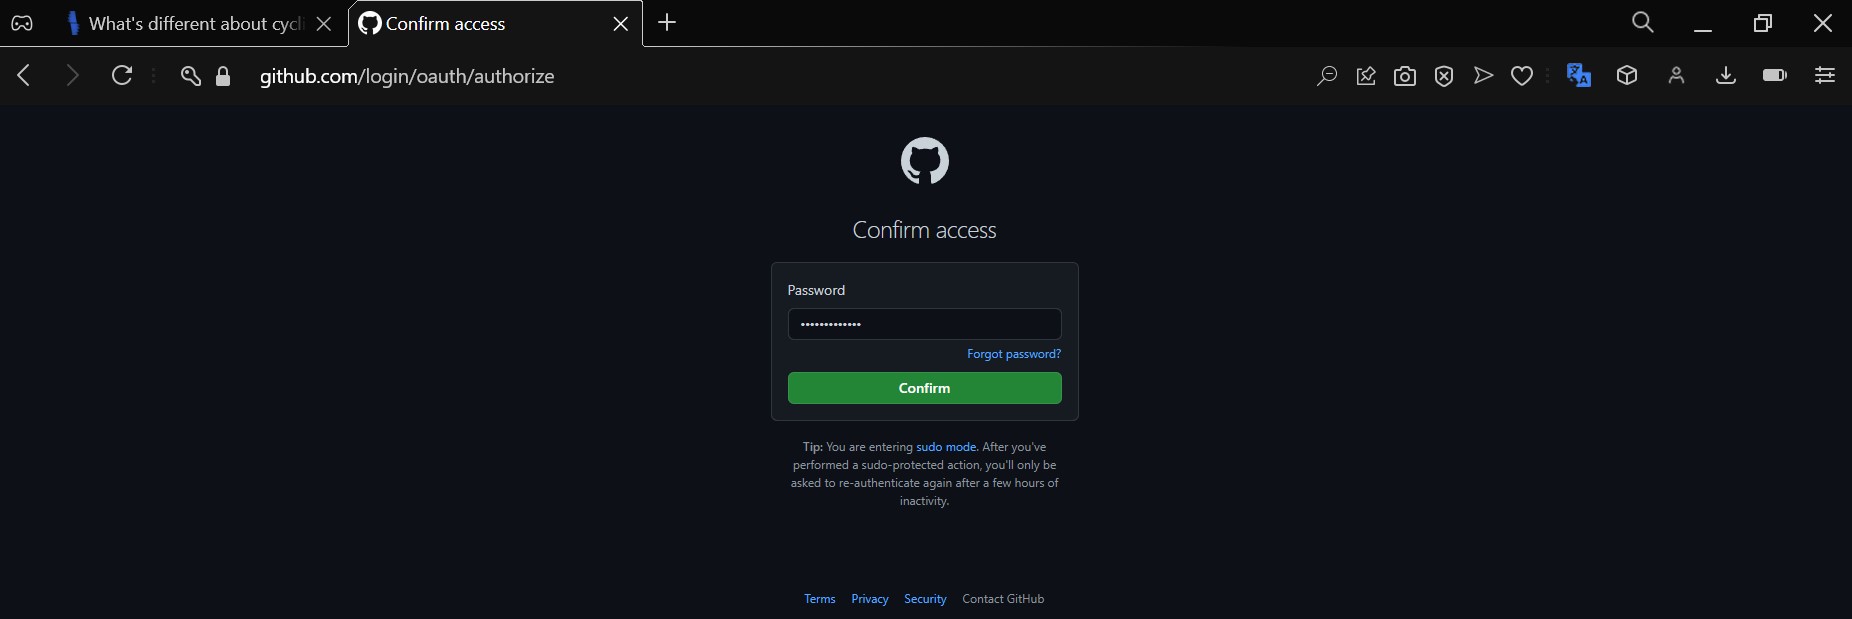 What's different about cycli
Confirm access
github.com/login/oauth/authorize
Confirm access
Password
•••••••••••••
Forgot password?
Confirm
Tip: You are entering sudo mode. After you've
performed a sudo-protected action, you'll only be
asked to re-authenticate again after a few hours of
inactivity.
Terms Privacy Security Contact GitHub